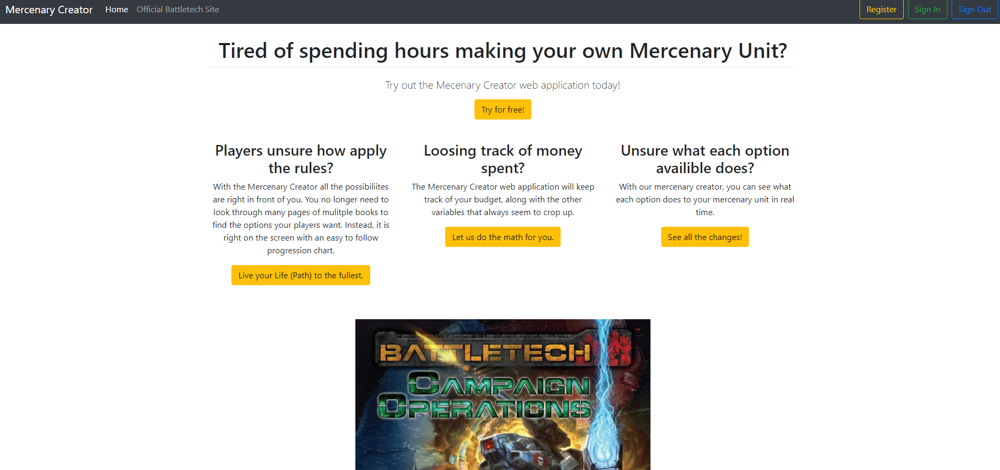 Mercenary Creator Home Official Battletech Site Register Sign In Sign Out
Tired of spending hours making your own Mercenary Unit?
Try out the Mecenary Creator web application today!
Try for free!
Players unsure how apply
the rules?
With the Mercenary Creator all the possibiliites
are right in front of you. You no longer need to
look through many pages of mulitple books to
find the options your players want. Instead, it is
right on the screen with an easy to follow
progression chart.
Live your Life (Path) to the fullest.
Loosing track of money
spent?
The Mercenary Creator web application will keep
track of your budget, along with the other
variables that always seem to crop up.
Let us do the math for you.
Unsure what each option
availible does?
With our mercenary creator, you can see what
each option does to your mercenary unit in real
time.
See all the changes!
BATTLETECH ™
CAMPAIGN
OPERATIONS